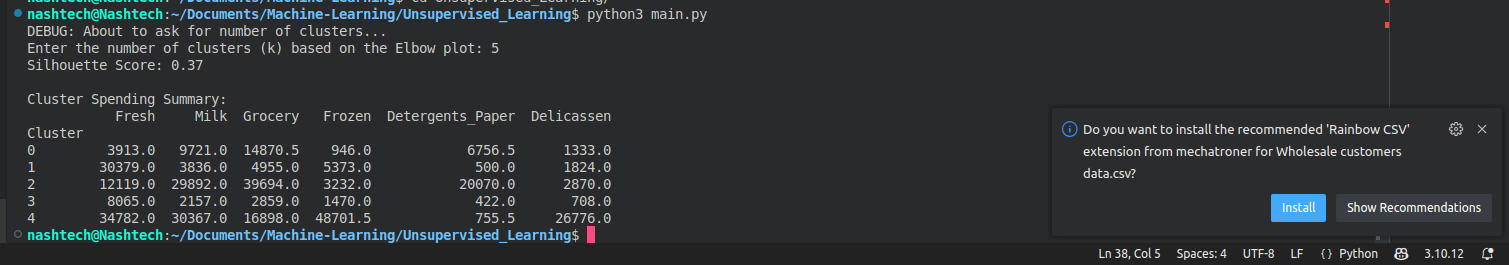 nashtech@Nashtech:~/Documents/Machine-Learning$ cd Unsupervised_Learning/
nashtech@Nashtech:~/Documents/Machine-Learning/Unsupervised_Learning$ python3 main.py
DEBUG: About to ask for number of clusters...
Enter the number of clusters (k) based on the Elbow plot: 5
Silhouette Score: 0.37
Cluster Spending Summary:
Fresh Milk Grocery Frozen Detergents_Paper Delicassen
Cluster
0 3913.0 9721.0 14870.5 946.0 6756.5 1333.0
1 30379.0 3836.0 4955.0 5373.0 500.0 1824.0
2 12119.0 29892.0 39694.0 3232.0 20070.0 2870.0
3 8065.0 2157.0 2859.0 1470.0 422.0 708.0
4 34782.0 30367.0 16898.0 48701.5 755.5 26776.0
nashtech@Nashtech:~/Documents/Machine-Learning/Unsupervised_Learning$
Do you want to install the recommended 'Rainbow CSV'
extension from mechatroner for Wholesale customers
data.csv?
Install Show Recommendations
Ln 38, Col 5 Spaces: 4 UTF-8 LF {} Python 3.10.12